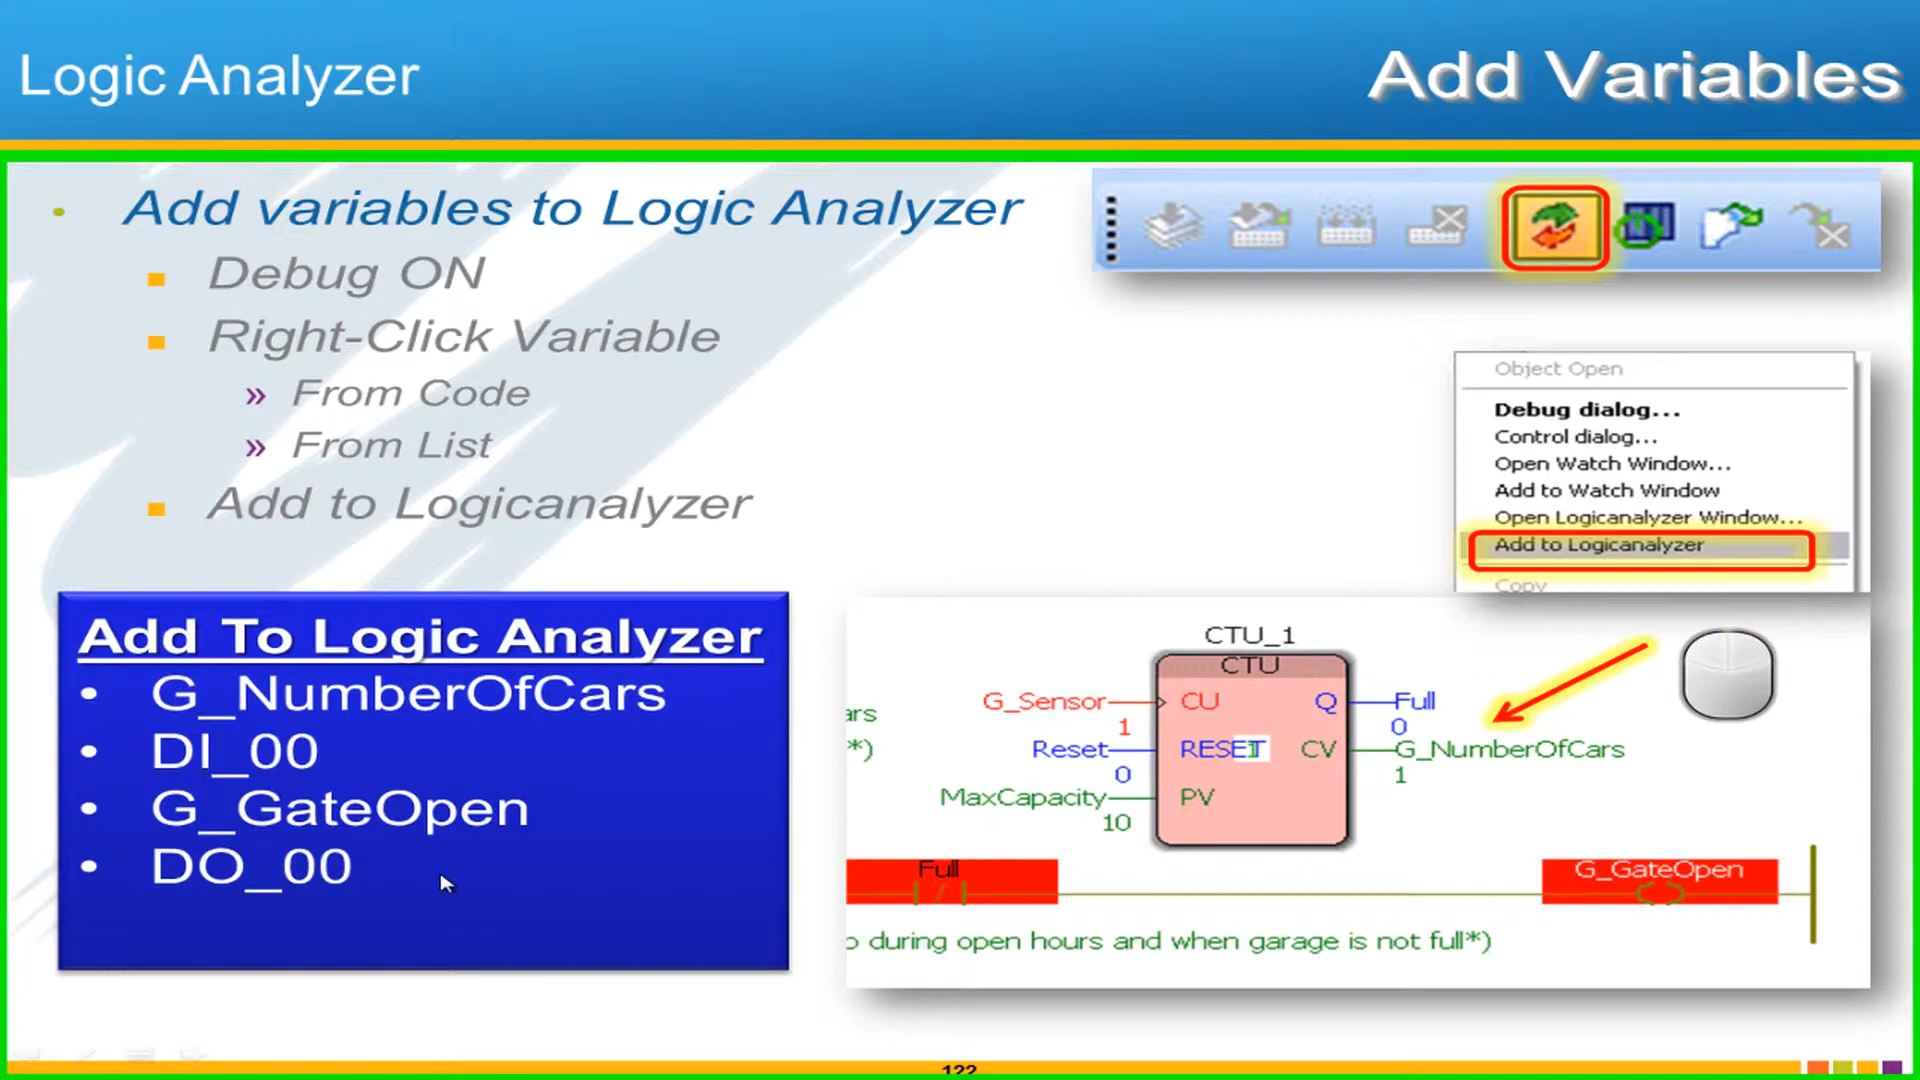 Logic Analyzer
Add Variables
• Add variables to Logic Analyzer
Debug ON
Right-Click Variable
» From Code
» From List
Add to Logicanalyzer
Object Open
Debug dialog...
Control dialog...
Open Watch Window...
Add to Watch Window
Open Logicanalyzer Window...
Add to Logicanalyzer
Copy
Add To Logic Analyzer
• G_NumberOfCars
• DI_00
• G_GateOpen
• DO_00
CTU_1
CTU
G_Sensor CU Q Full
1 0
ars
*) Reset RESET CV G_NumberOfCars
0 1
MaxCapacity PV
10
Full G_GateOpen
during open hours and when garage is not full*)
122